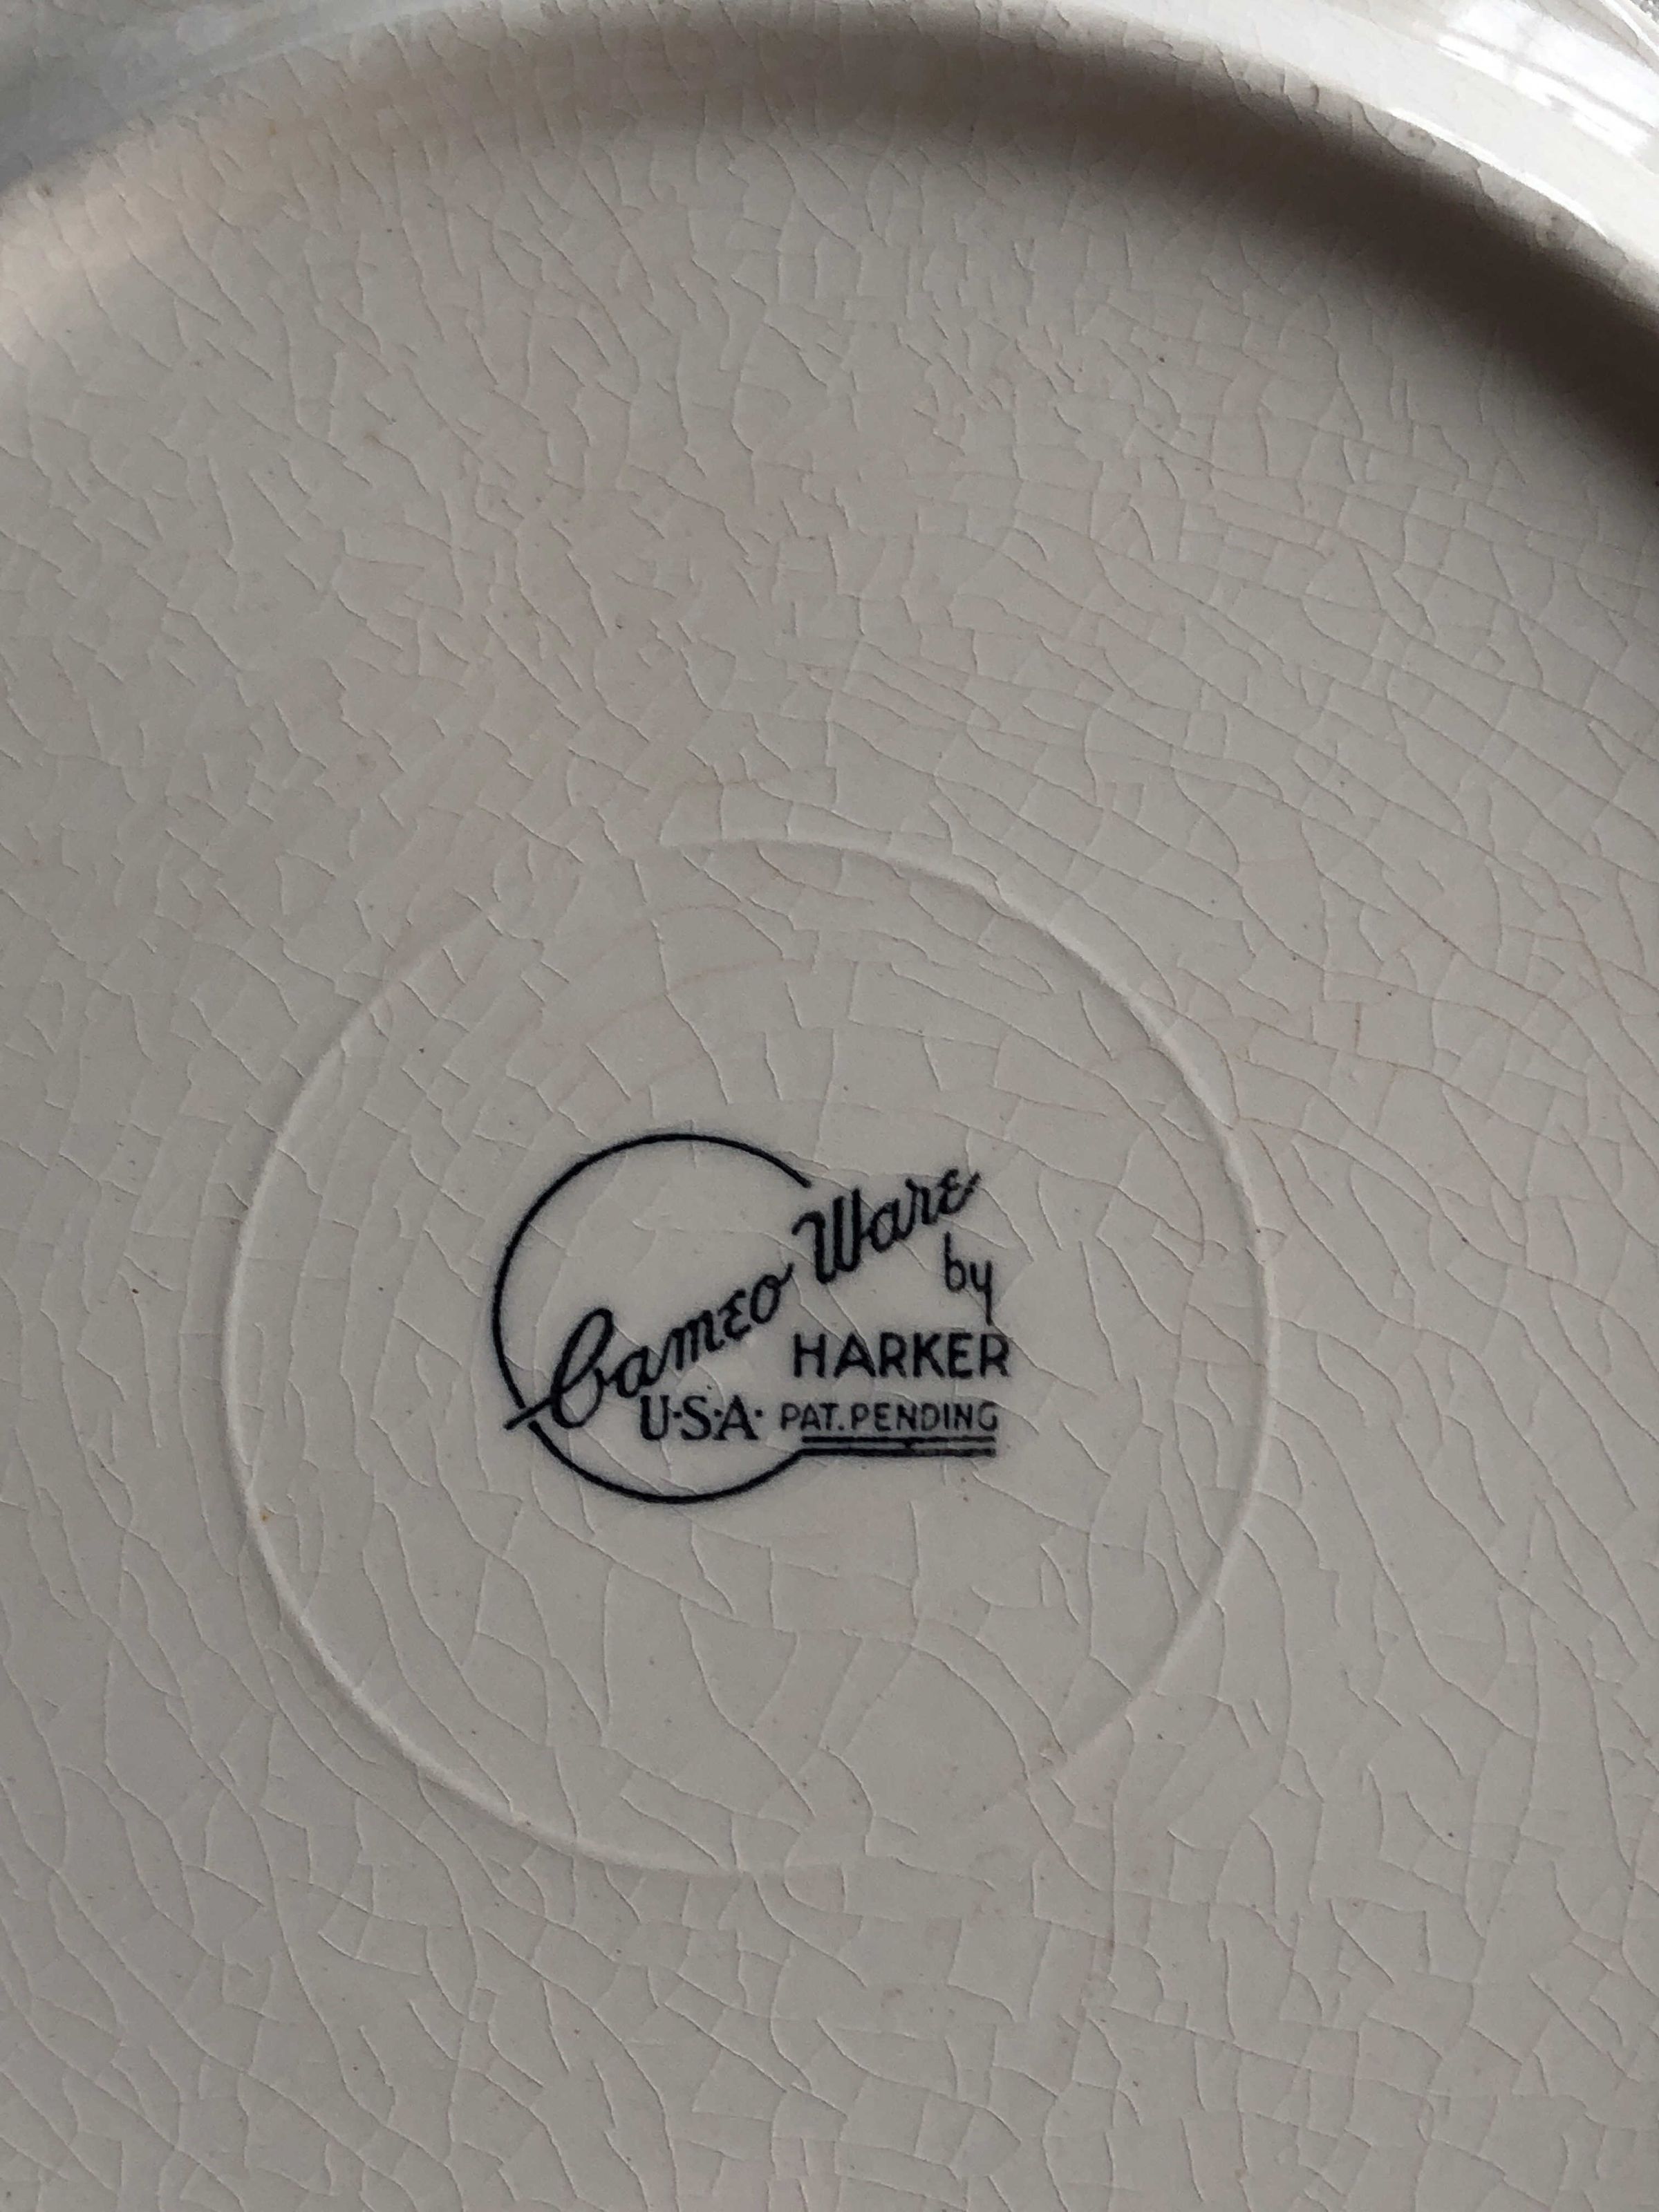 Cameo Ware
by
HARKER
U·S·A· PAT. PENDING